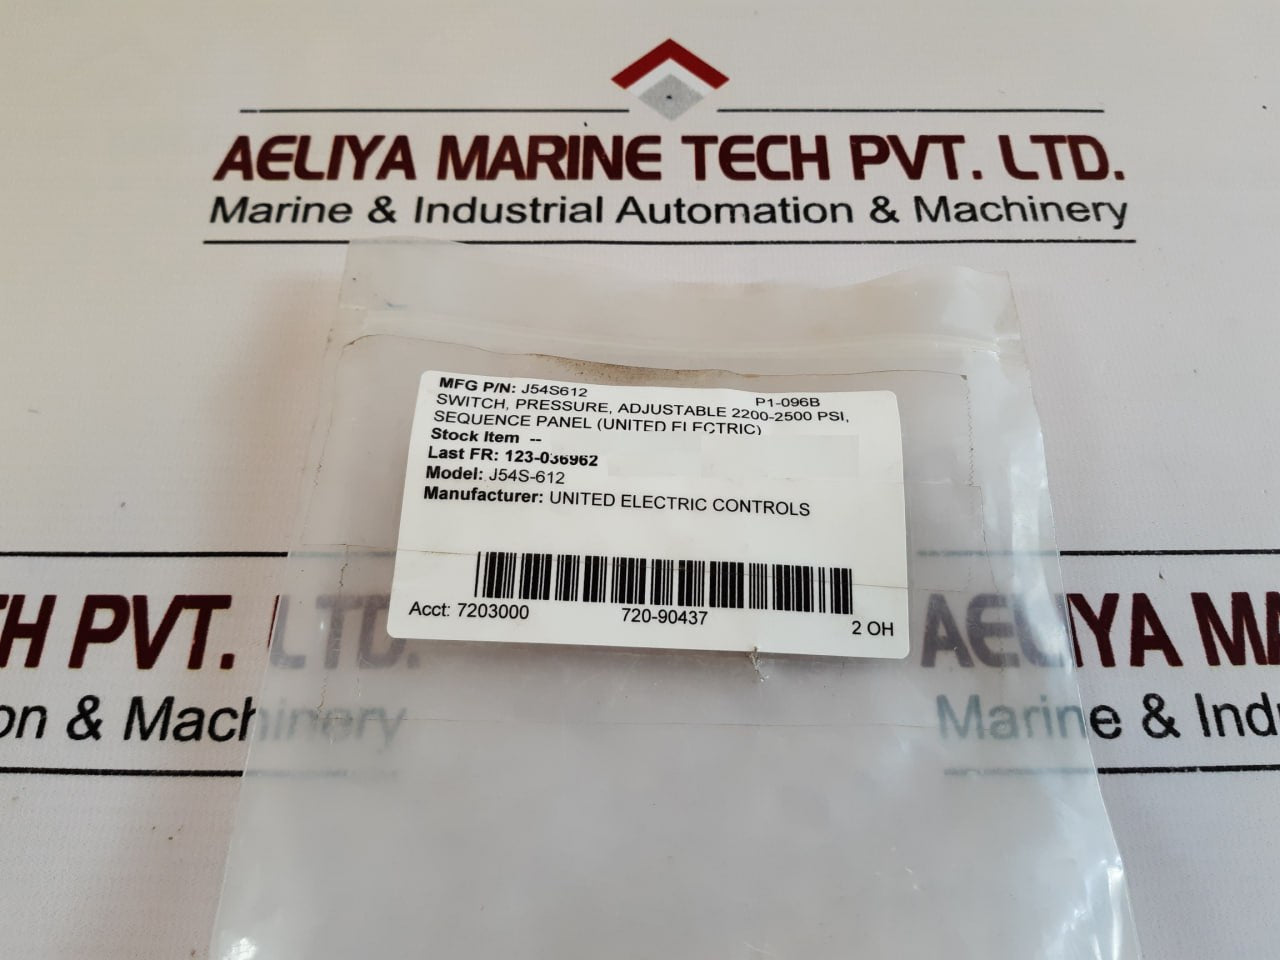 AELIYA MARINE TECH PVT. LTD.
Marine & Industrial Automation & Machinery
MFG P/N: J54S612 P1-096B
SWITCH, PRESSURE, ADJUSTABLE 2200-2500 PSI,
SEQUENCE PANEL (UNITED ELECTRIC)
Stock Item --
Last FR: 123-036962
Model: J54S-612
Manufacturer: UNITED ELECTRIC CONTROLS
Acct: 7203000 720-90437 2 OH
H PVT. LTD.
on & Machinery
AELIYA MA
Marine & Indu